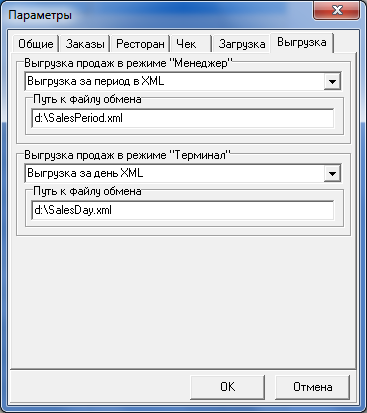 Параметры
Общие Заказы Ресторан Чек Загрузка Выгрузка
Выгрузка продаж в режиме "Менеджер"
Выгрузка за период в XML
Путь к файлу обмена
d:\SalesPeriod.xml
Выгрузка продаж в режиме "Терминал"
Выгрузка за день XML
Путь к файлу обмена
d:\SalesDay.xml
OK Отмена